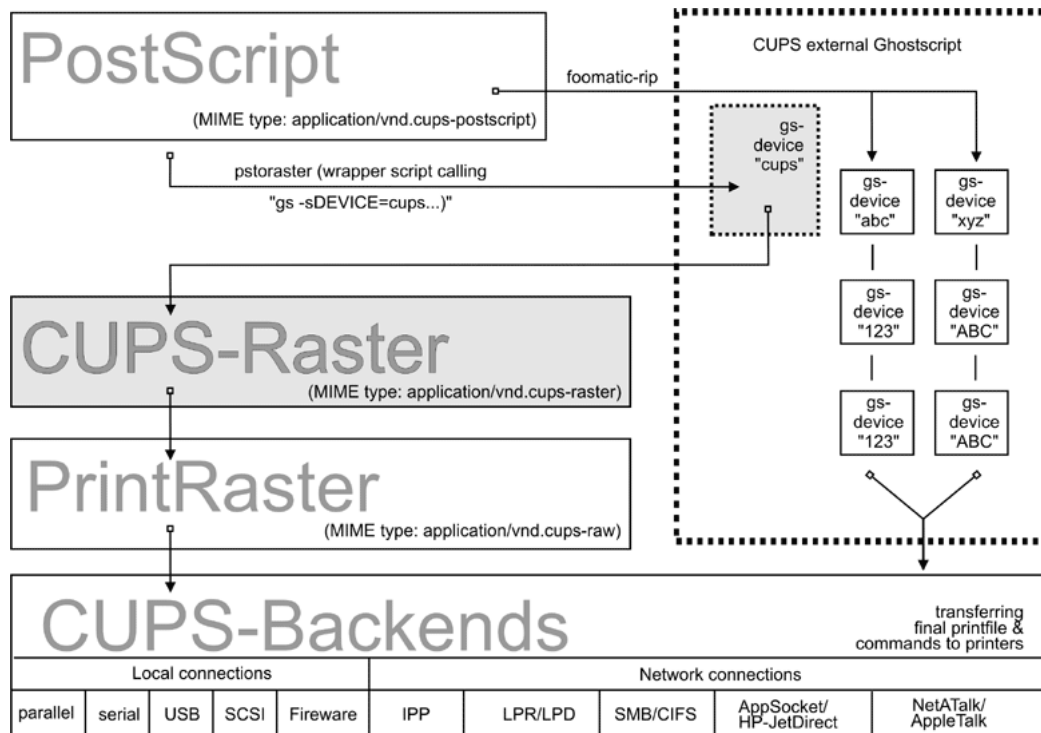 PostScript
(MIME type: application/vnd.cups-postscript)
foomatic-rip
CUPS external Ghostscript
pstoraster (wrapper script calling
"gs -sDEVICE=cups...)"
gs-
device
"cups"
gs-
device
"abc"
gs-
device
"xyz"
gs-
device
"123"
gs-
device
"ABC"
gs-
device
"123"
gs-
device
"ABC"
CUPS-Raster
(MIME type: application/vnd.cups-raster)
PrintRaster
(MIME type: application/vnd.cups-raw)
CUPS-Backends
transferring
final printfile &
commands to printers
Local connections
Network connections
parallel
serial
USB
SCSI
Fireware
IPP
LPR/LPD
SMB/CIFS
AppSocket/
HP-JetDirect
NetATalk/
AppleTalk